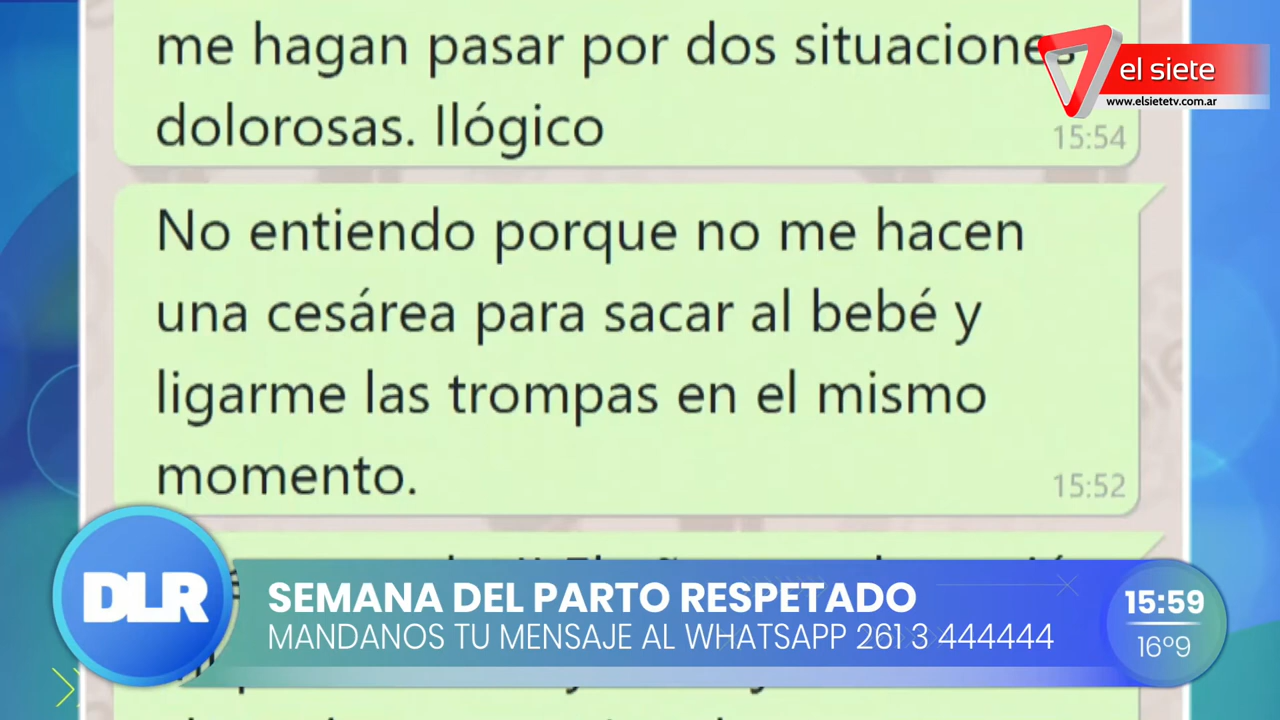 me hagan pasar por dos situaciones
dolorosas. Ilógico
15:54
el siete
www.elsietetv.com.ar
No entiendo porque no me hacen
una cesárea para sacar al bebé y
ligarme las trompas en el mismo
momento.
15:52
DLR
SEMANA DEL PARTO RESPETADO
MANDANOS TU MENSAJE AL WHATSAPP 261 3 444444
15:59
16º9